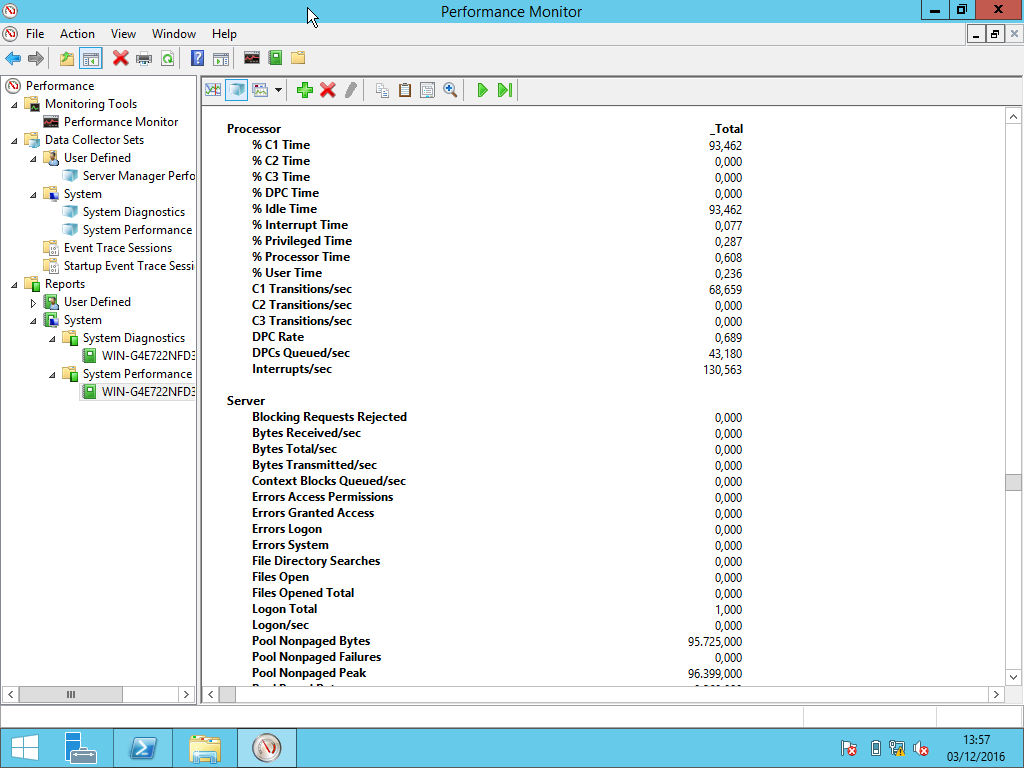 Performance Monitor
File Action View Window Help
Performance
Monitoring Tools
Performance Monitor
Data Collector Sets
User Defined
Server Manager Perfo
System
System Diagnostics
System Performance
Event Trace Sessions
Startup Event Trace Sessi
Reports
User Defined
System
System Diagnostics
WIN-G4E722NFD3
System Performance
WIN-G4E722NFD3
Processor _Total
% C1 Time 93,462
% C2 Time 0,000
% C3 Time 0,000
% DPC Time 0,000
% Idle Time 93,462
% Interrupt Time 0,077
% Privileged Time 0,287
% Processor Time 0,608
% User Time 0,236
C1 Transitions/sec 68,659
C2 Transitions/sec 0,000
C3 Transitions/sec 0,000
DPC Rate 0,689
DPCs Queued/sec 43,180
Interrupts/sec 130,563
Server
Blocking Requests Rejected 0,000
Bytes Received/sec 0,000
Bytes Total/sec 0,000
Bytes Transmitted/sec 0,000
Context Blocks Queued/sec 0,000
Errors Access Permissions 0,000
Errors Granted Access 0,000
Errors Logon 0,000
Errors System 0,000
File Directory Searches 0,000
Files Open 0,000
Files Opened Total 0,000
Logon Total 1,000
Logon/sec 0,000
Pool Nonpaged Bytes 95.725,000
Pool Nonpaged Failures 0,000
Pool Nonpaged Peak 96.399,000
13:57
03/12/2016